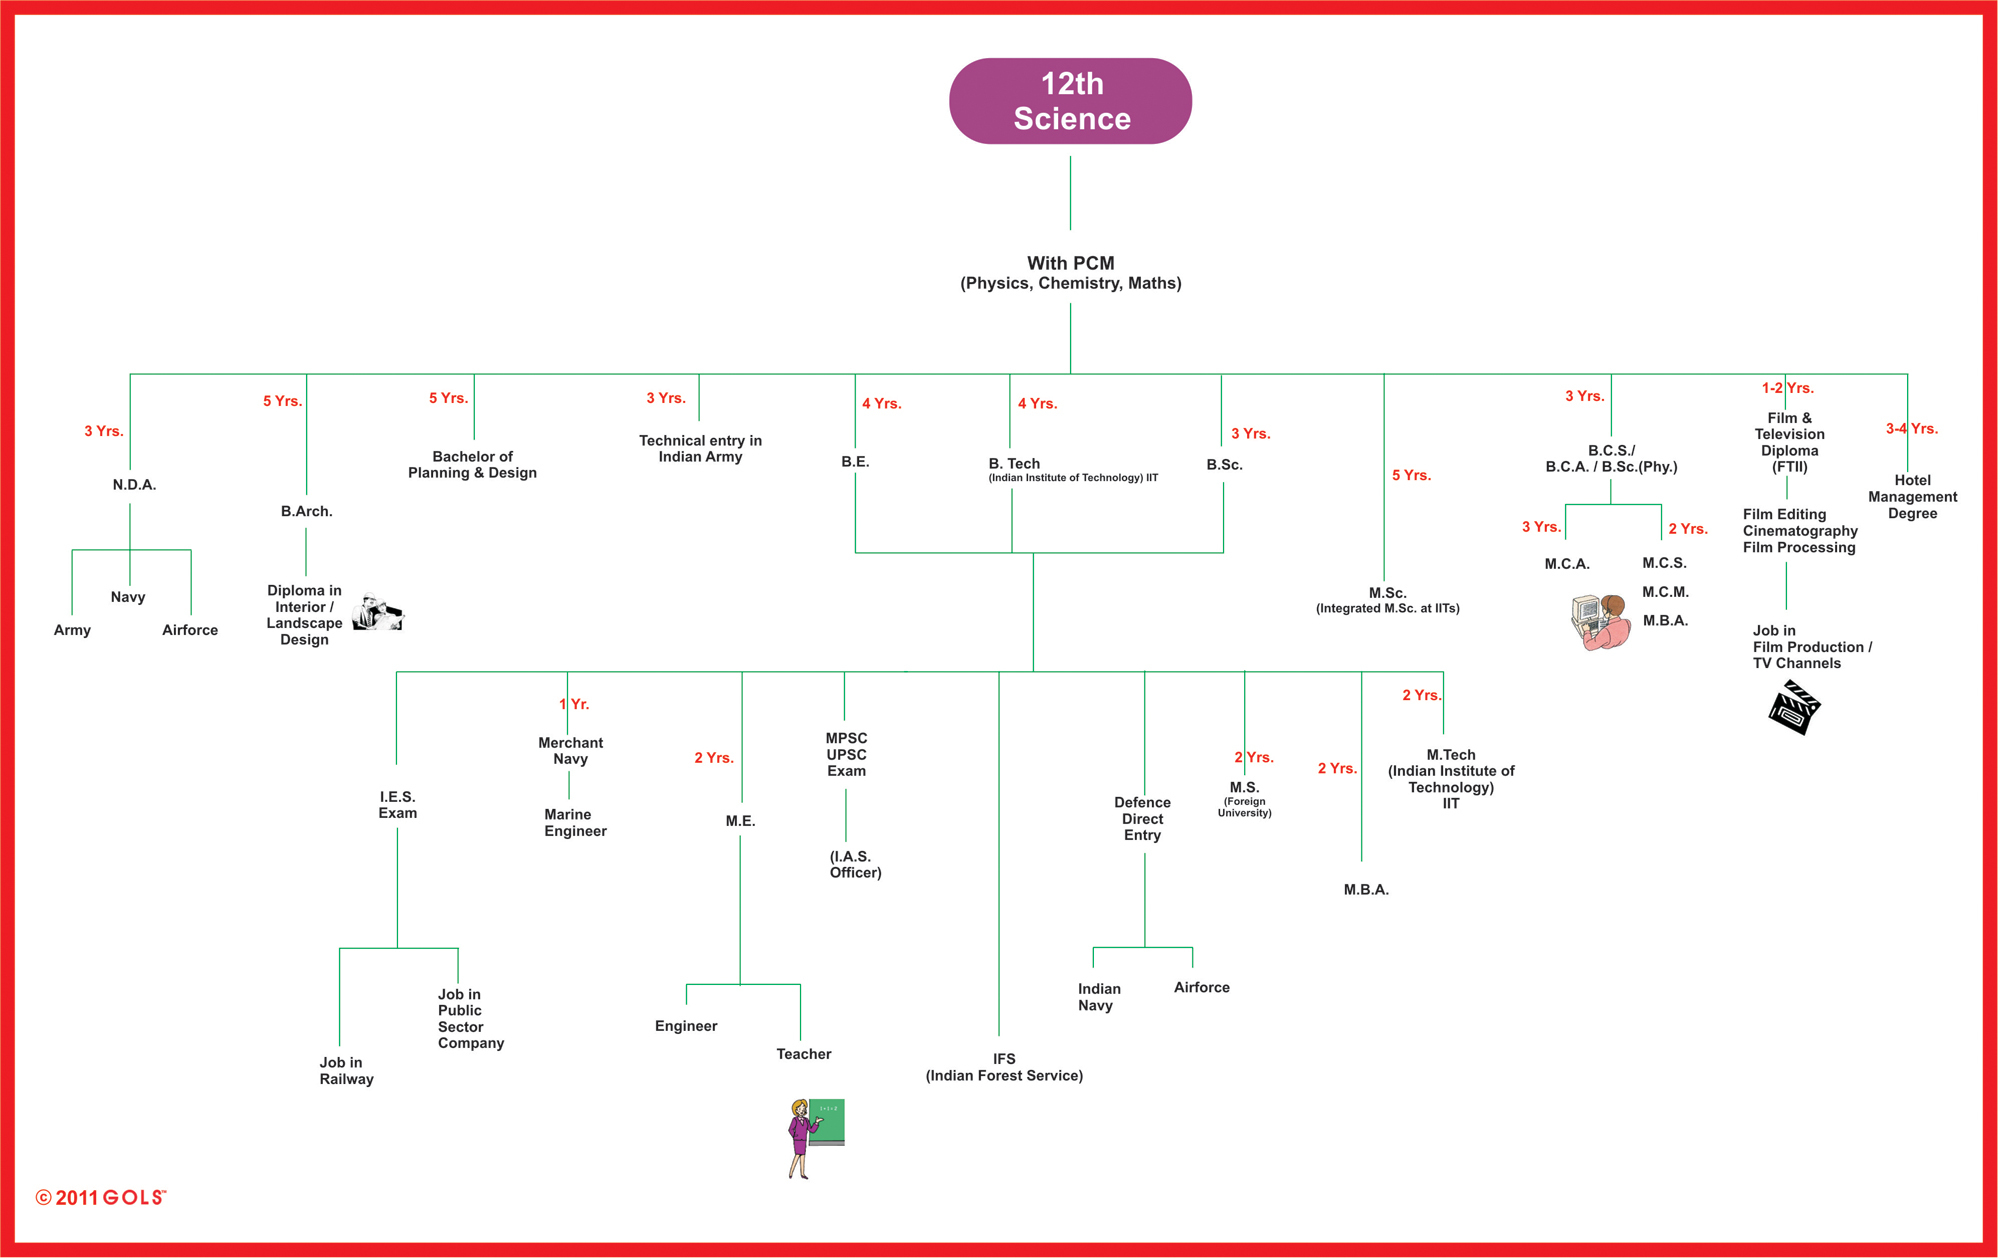 12th
Science
With PCM
(Physics, Chemistry, Maths)
3 Yrs.
N.D.A.
Army
Navy
Airforce
5 Yrs.
B.Arch.
Diploma in
Interior /
Landscape
Design
5 Yrs.
Bachelor of
Planning & Design
3 Yrs.
Technical entry in
Indian Army
4 Yrs.
B.E.
4 Yrs.
B. Tech
(Indian Institute of Technology) IIT
3 Yrs.
B.Sc.
5 Yrs.
M.Sc.
(Integrated M.Sc. at IITs)
3 Yrs.
B.C.S./
B.C.A. / B.Sc.(Phy.)
3 Yrs.
M.C.A.
2 Yrs.
M.C.S.
M.C.M.
M.B.A.
1-2 Yrs.
Film &
Television
Diploma
(FTII)
Film Editing
Cinematography
Film Processing
Job in
Film Production /
TV Channels
3-4 Yrs.
Hotel
Management
Degree
I.E.S.
Exam
Job in
Railway
Job in
Public
Sector
Company
1 Yr.
Merchant
Navy
Marine
Engineer
2 Yrs.
M.E.
Engineer
Teacher
MPSC
UPSC
Exam
(I.A.S.
Officer)
IFS
(Indian Forest Service)
Defence
Direct
Entry
Indian
Navy
Airforce
2 Yrs.
M.S.
(Foreign
University)
2 Yrs.
M.B.A.
2 Yrs.
M.Tech
(Indian Institute of
Technology)
IIT
© 2011 GOLS™